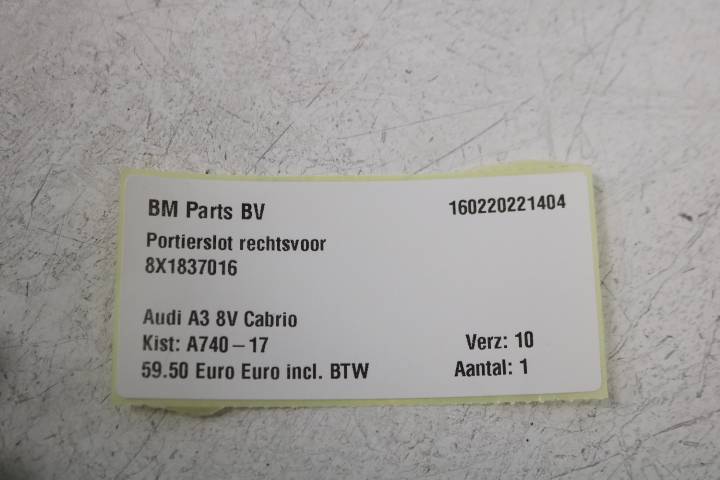 BM Parts BV 160220221404
Portierslot rechtsvoor
8X1837016
Audi A3 8V Cabrio
Kist: A740-17 Verz: 10
59.50 Euro Euro incl. BTW Aantal: 1